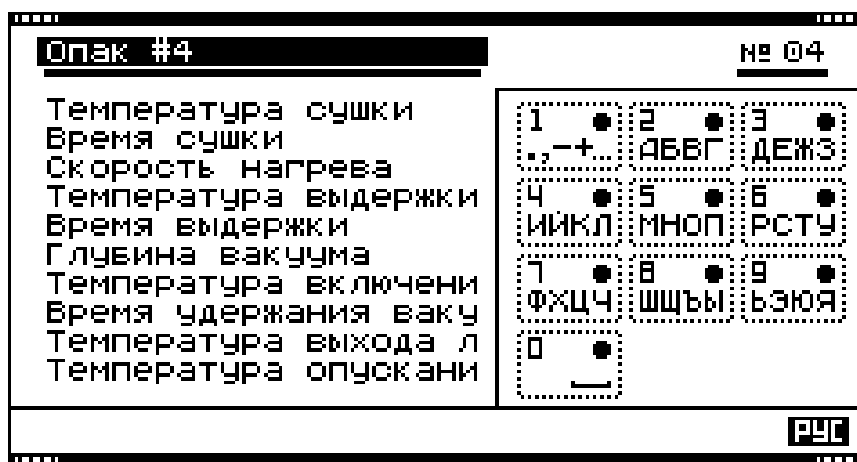 Опак #4
№ 04
Температура сушки
Время сушки
Скорость нагрева
Температура выдержки
Время выдержки
Глубина вакуума
Температура включени
Время удержания ваку
Температура выхода л
Температура опускани
1
.,-+...
2
АБВГ
3
ДЕЖЗ
4
ИЙКЛ
5
МНОП
6
РСТУ
7
ФХЦЧ
8
ШЩЪЫ
9
ЬЭЮЯ
0
РУС